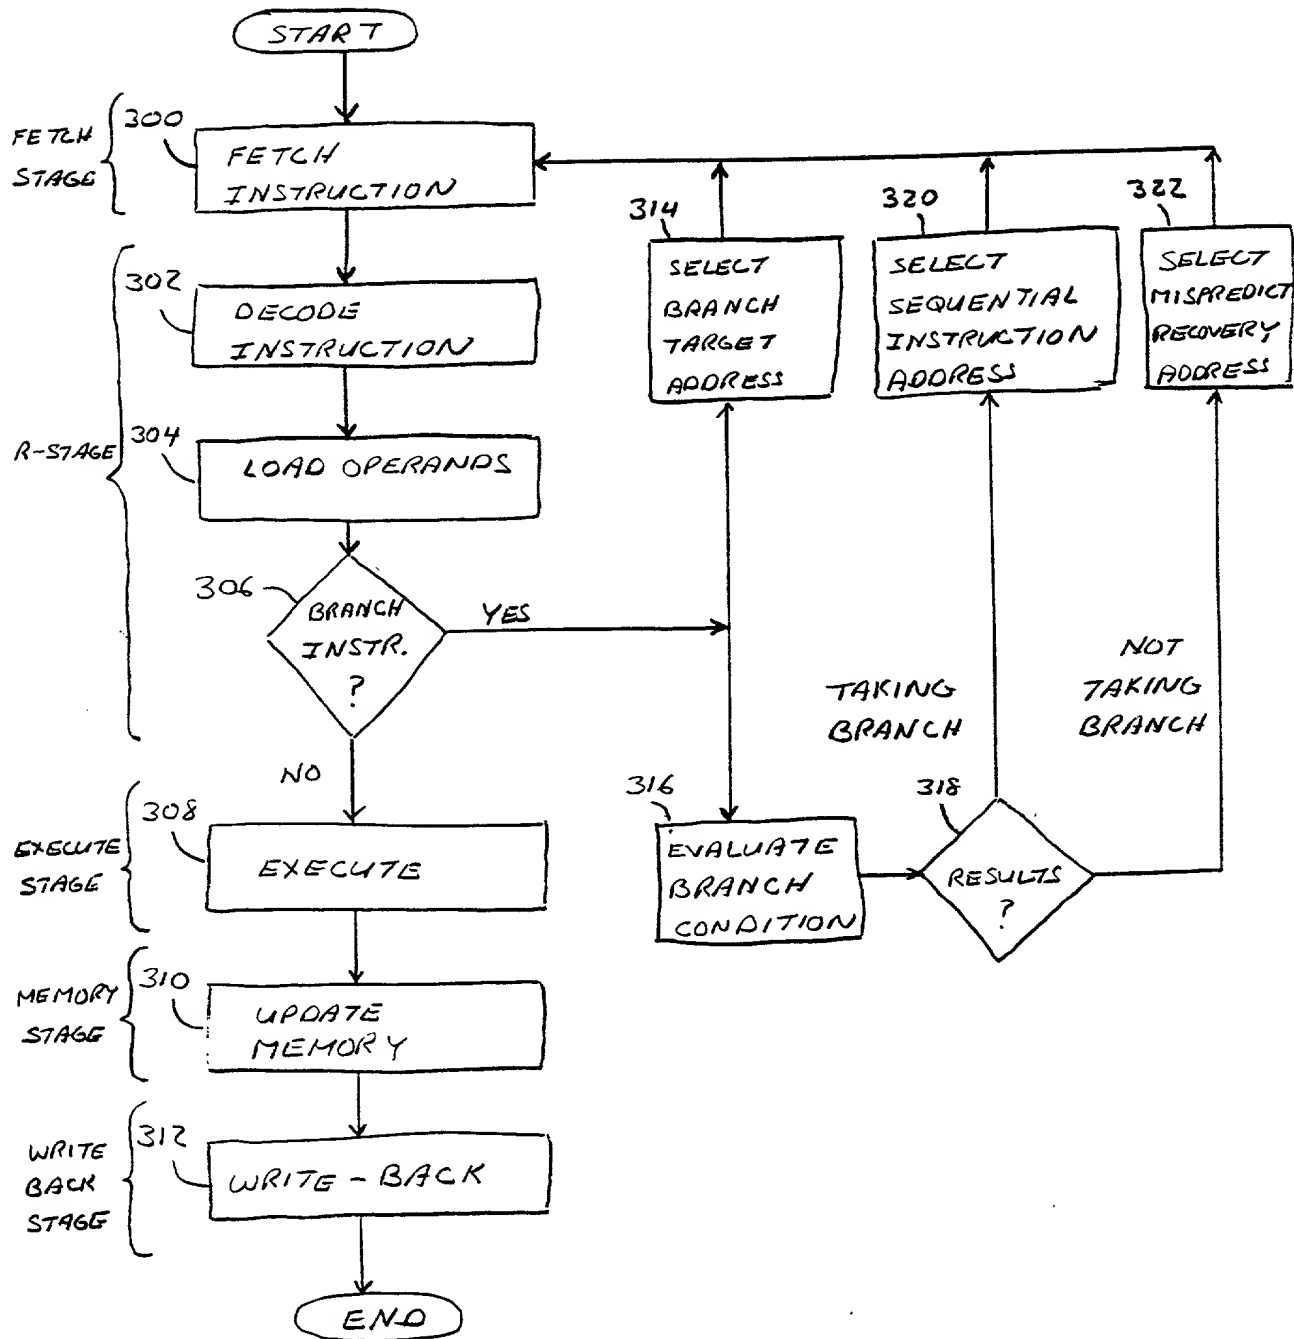 START
FETCH
STAGE
300
FETCH
INSTRUCTION
314
SELECT
BRANCH
TARGET
ADDRESS
320
SELECT
SEQUENTIAL
INSTRUCTION
ADDRESS
322
SELECT
MISPREDICT
RECOVERY
ADDRESS
R-STAGE
302
DECODE
INSTRUCTION
304
LOAD OPERANDS
306
BRANCH
INSTR.
?
YES
NO
TAKING
BRANCH
NOT
TAKING
BRANCH
EXECUTE
STAGE
308
EXECUTE
316
EVALUATE
BRANCH
CONDITION
318
RESULTS
?
MEMORY
STAGE
310
UPDATE
MEMORY
WRITE
BACK
STAGE
312
WRITE - BACK
END